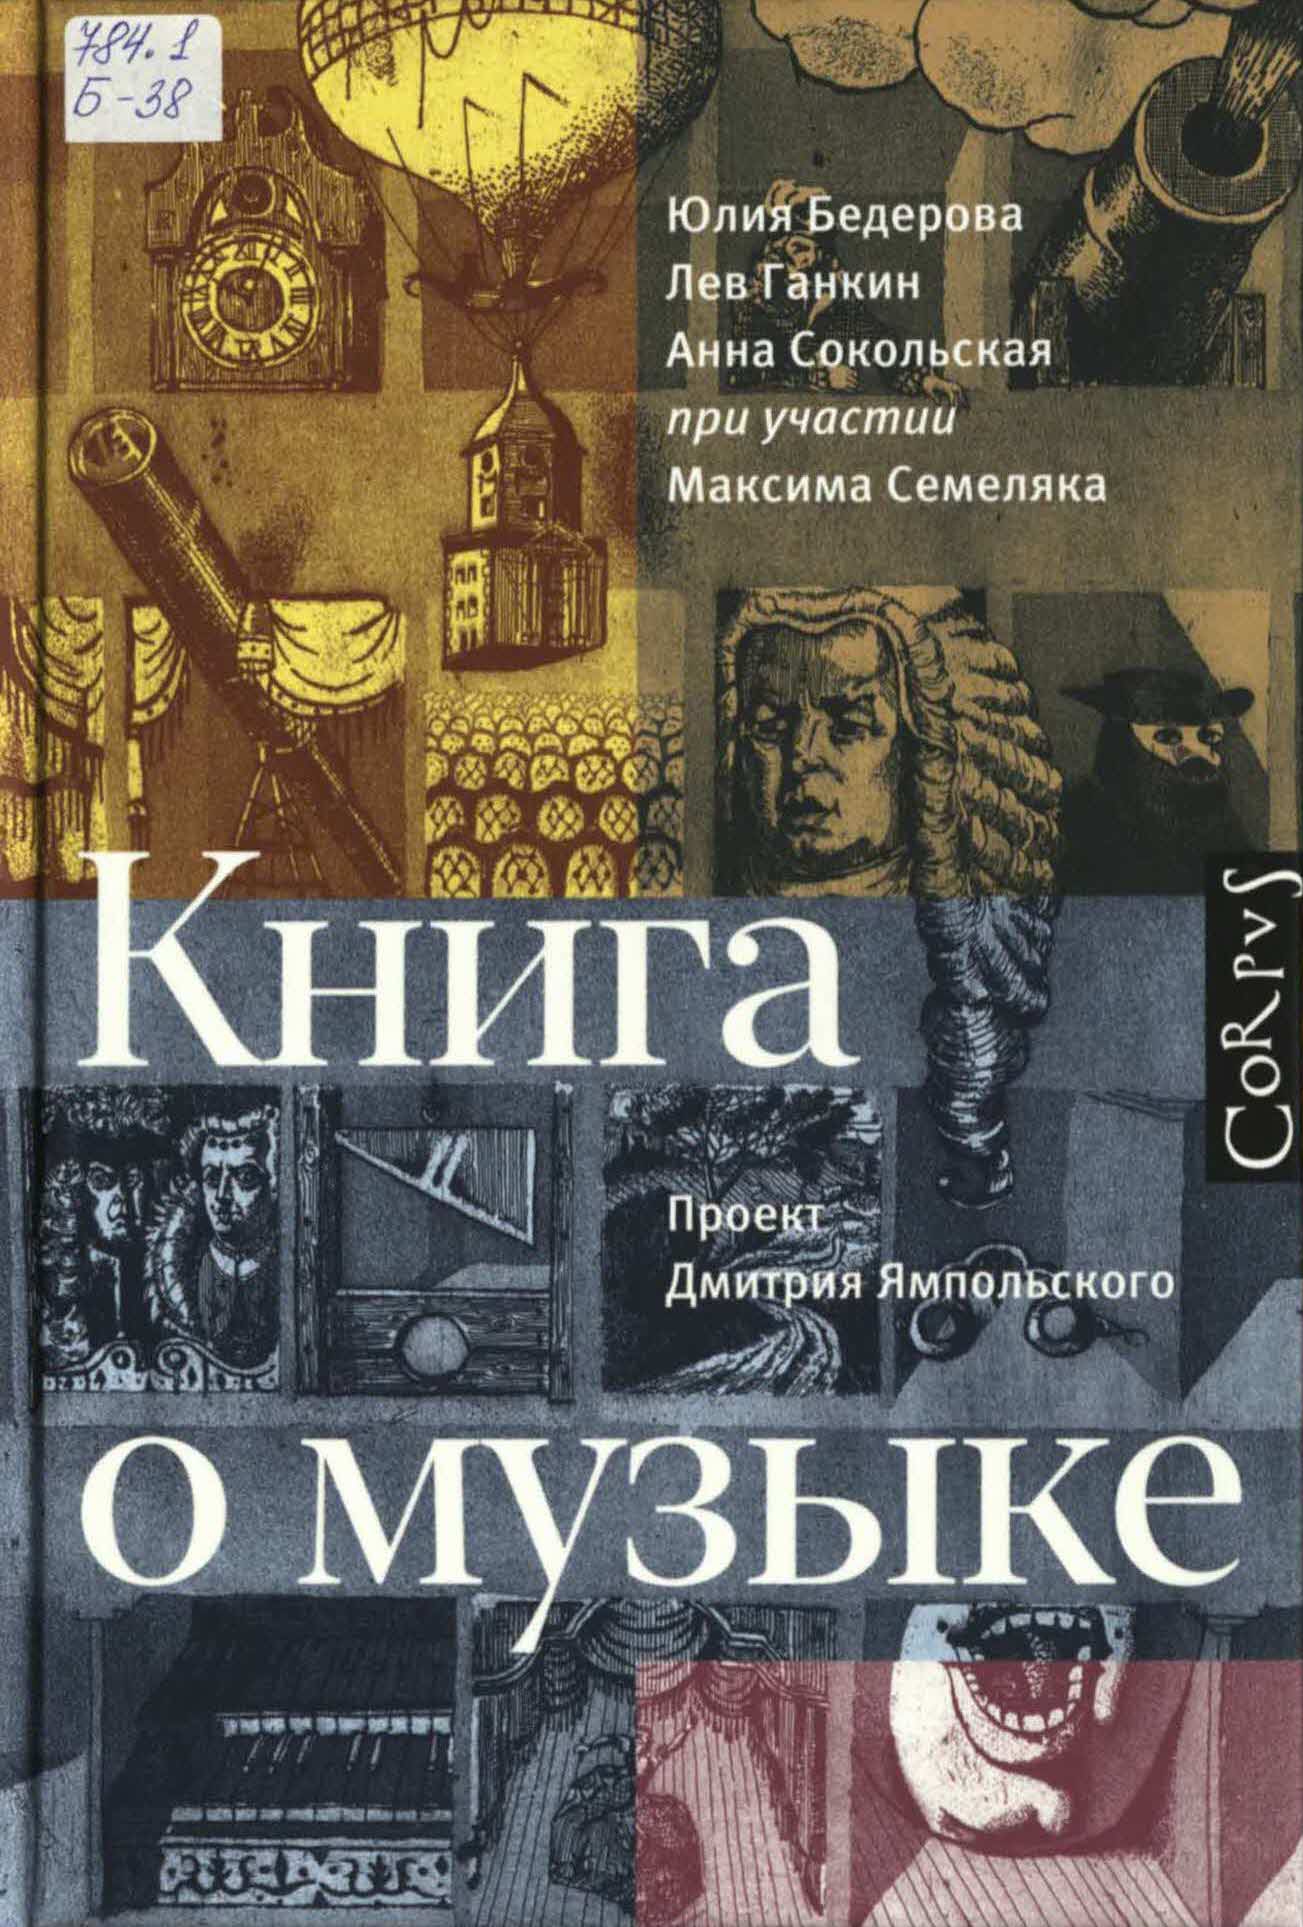 784.1
Б-38
Юлия Бедерова
Лев Ганкин
Анна Сокольская
при участии
Максима Семеляка
Книга
CoRPvS
Проект
Дмитрия Ямпольского
о музыке